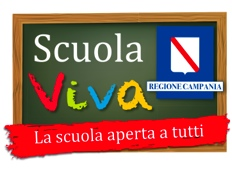 Scuola
Viva
REGIONE CAMPANIA
La scuola aperta a tutti